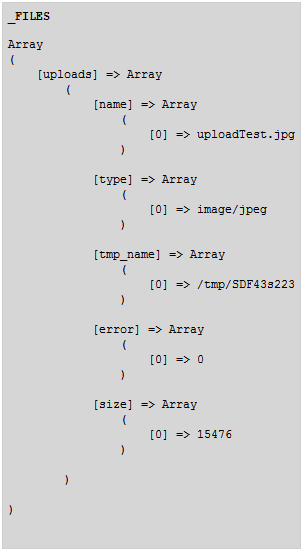 _FILES
Array
(
[uploads] => Array
(
[name] => Array
(
[0] => uploadTest.jpg
)
[type] => Array
(
[0] => image/jpeg
)
[tmp_name] => Array
(
[0] => /tmp/SDF43s223
)
[error] => Array
(
[0] => 0
)
[size] => Array
(
[0] => 15476
)
)
)